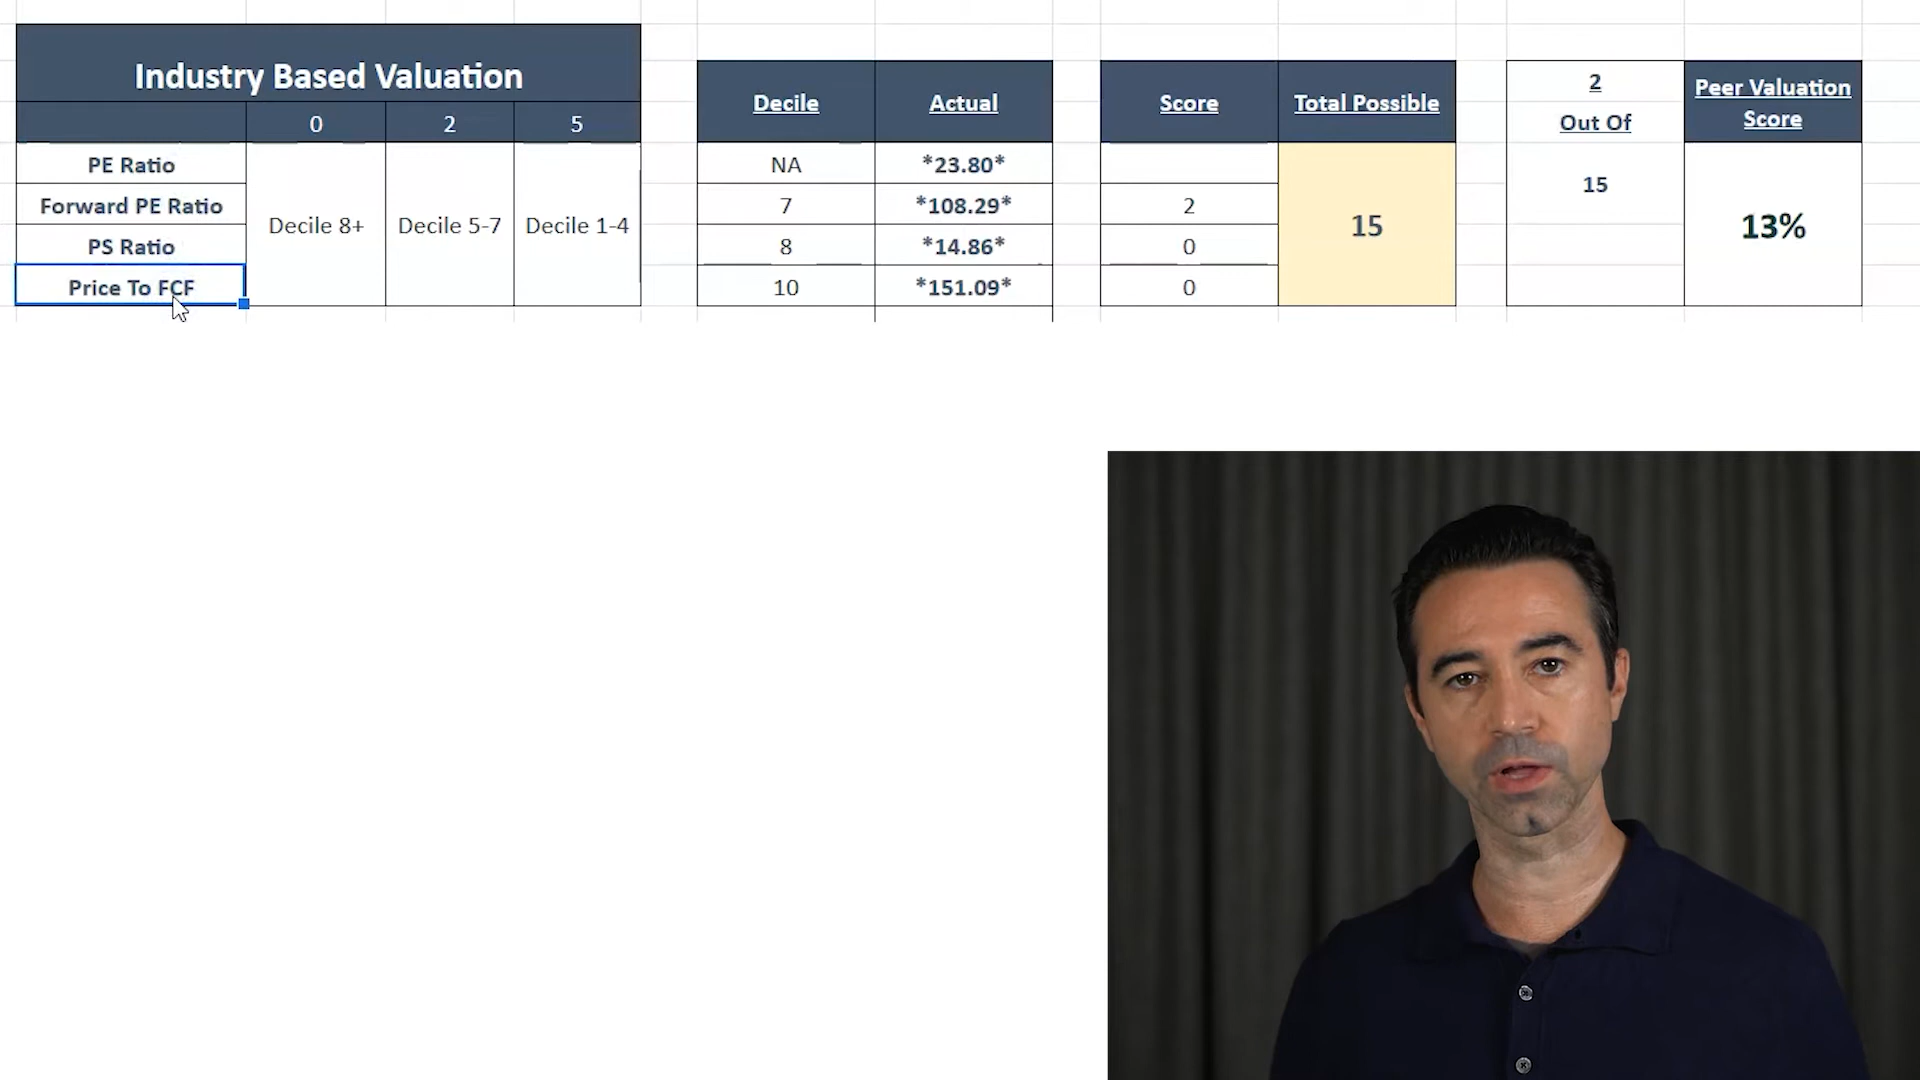 Industry Based Valuation
0 2 5
PE Ratio
Forward PE Ratio
PS Ratio
Price To FCF
Decile 8+ Decile 5-7 Decile 1-4
Decile Actual
NA *23.80*
7 *108.29*
8 *14.86*
10 *151.09*
Score Total Possible
2
0
0
15
2
Out Of
15
Peer Valuation
Score
13%